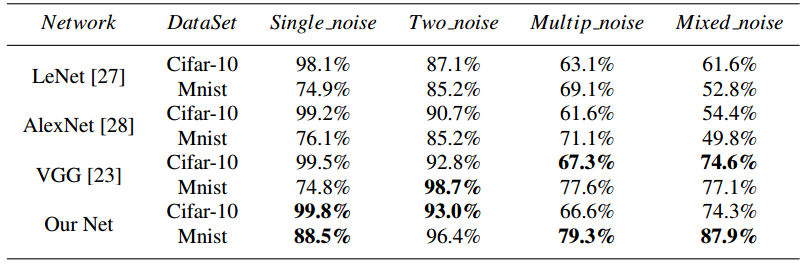 Network DataSet Single_noise Two_noise Multip_noise Mixed_noise
LeNet [27] Cifar-10 98.1% 87.1% 63.1% 61.6%
Mnist 74.9% 85.2% 69.1% 52.8%
AlexNet [28] Cifar-10 99.2% 90.7% 61.6% 54.4%
Mnist 76.1% 85.2% 71.1% 49.8%
VGG [23] Cifar-10 99.5% 92.8% 67.3% 74.6%
Mnist 74.8% 98.7% 77.6% 77.1%
Our Net Cifar-10 99.8% 93.0% 66.6% 74.3%
Mnist 88.5% 96.4% 79.3% 87.9%